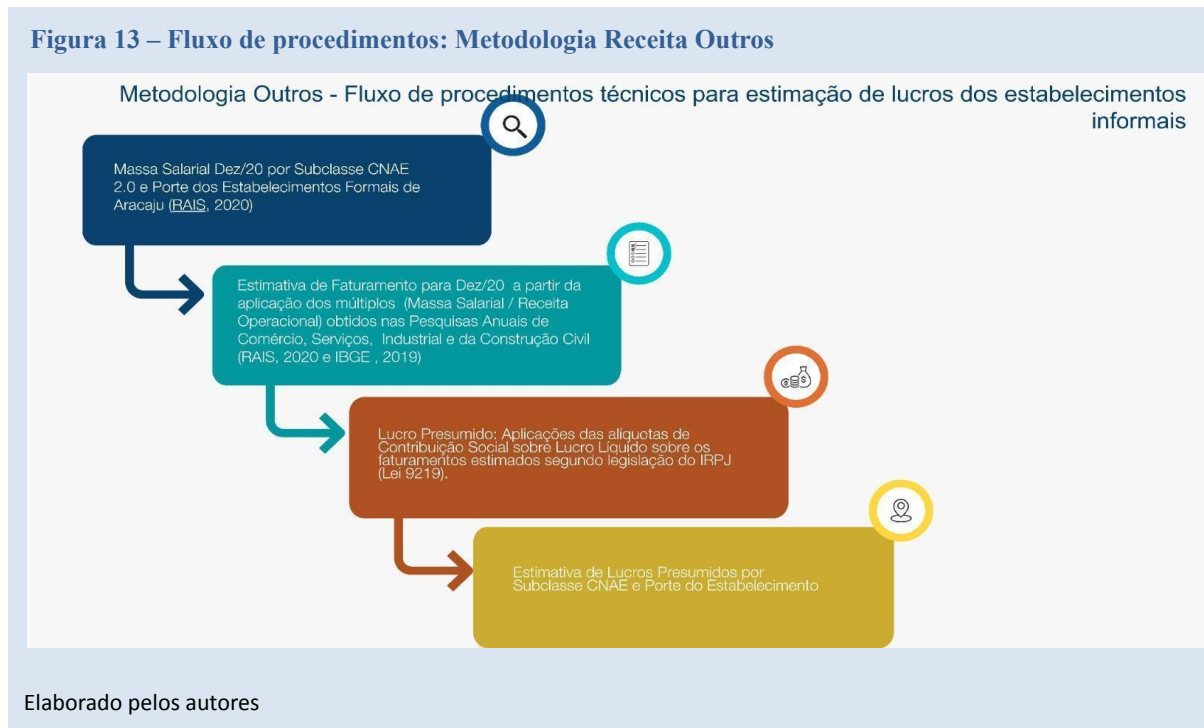 Figura 13 – Fluxo de procedimentos: Metodologia Receita Outros
Metodologia Outros - Fluxo de procedimentos técnicos para estimação de lucros dos estabelecimentos
informais
Massa Salarial Dez/20 por Subclasse CNAE
2.0 e Porte dos Estabelecimentos Formais de
Aracaju (RAIS, 2020)
Estimativa de Faturamento para Dez/20 a partir da
aplicação dos múltiplos (Massa Salarial / Receita
Operacional) obtidos nas Pesquisas Anuais de
Comércio, Serviços, Industrial e da Construção Civil
(RAIS, 2020 e IBGE , 2019)
Lucro Presumido: Aplicações das alíquotas de
Contribuição Social sobre Lucro Líquido sobre os
faturamentos estimados segundo legislação do IRPJ
(Lei 9219).
Estimativa de Lucros Presumidos por
Subclasse CNAE e Porte do Estabelecimento
Elaborado pelos autores